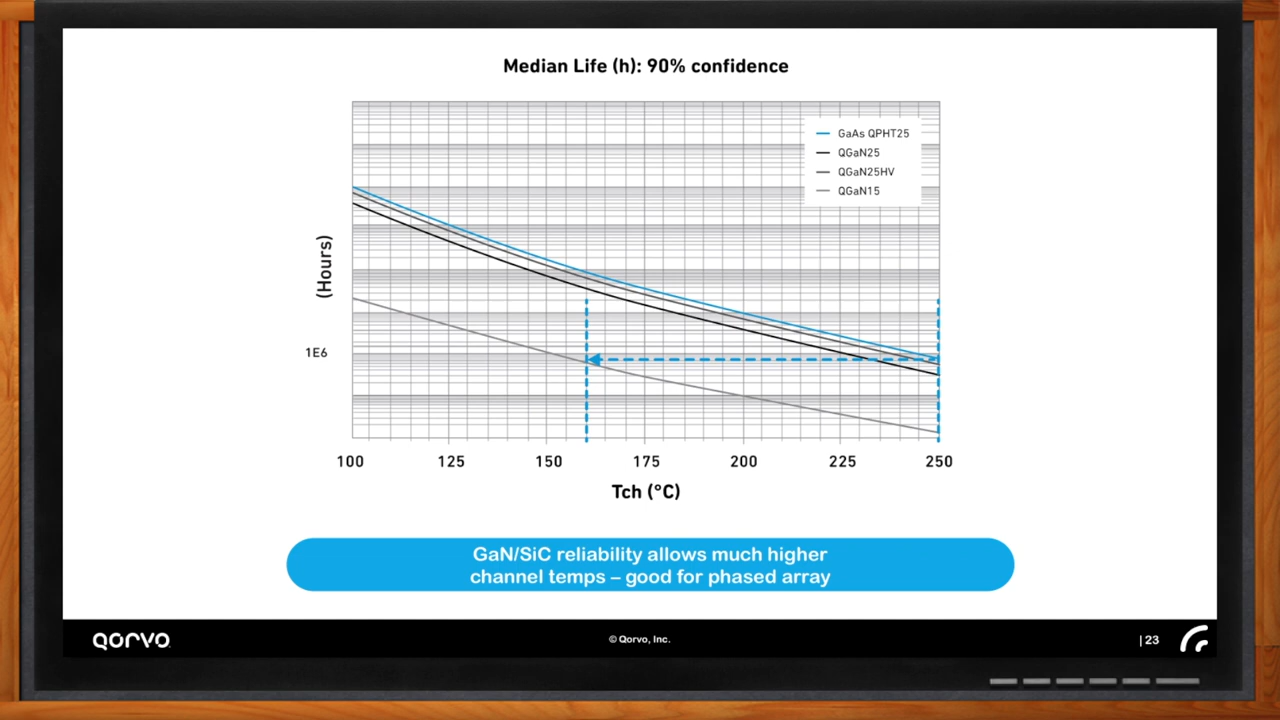 Median Life (h): 90% confidence
GaAs QPHT25
QGaN25
QGaN25HV
QGaN15
(Hours)
1E6
100 125 150 175 200 225 250
Tch (°C)
GaN/SiC reliability allows much higher
channel temps – good for phased array
QORVO
© Qorvo, Inc.
| 23